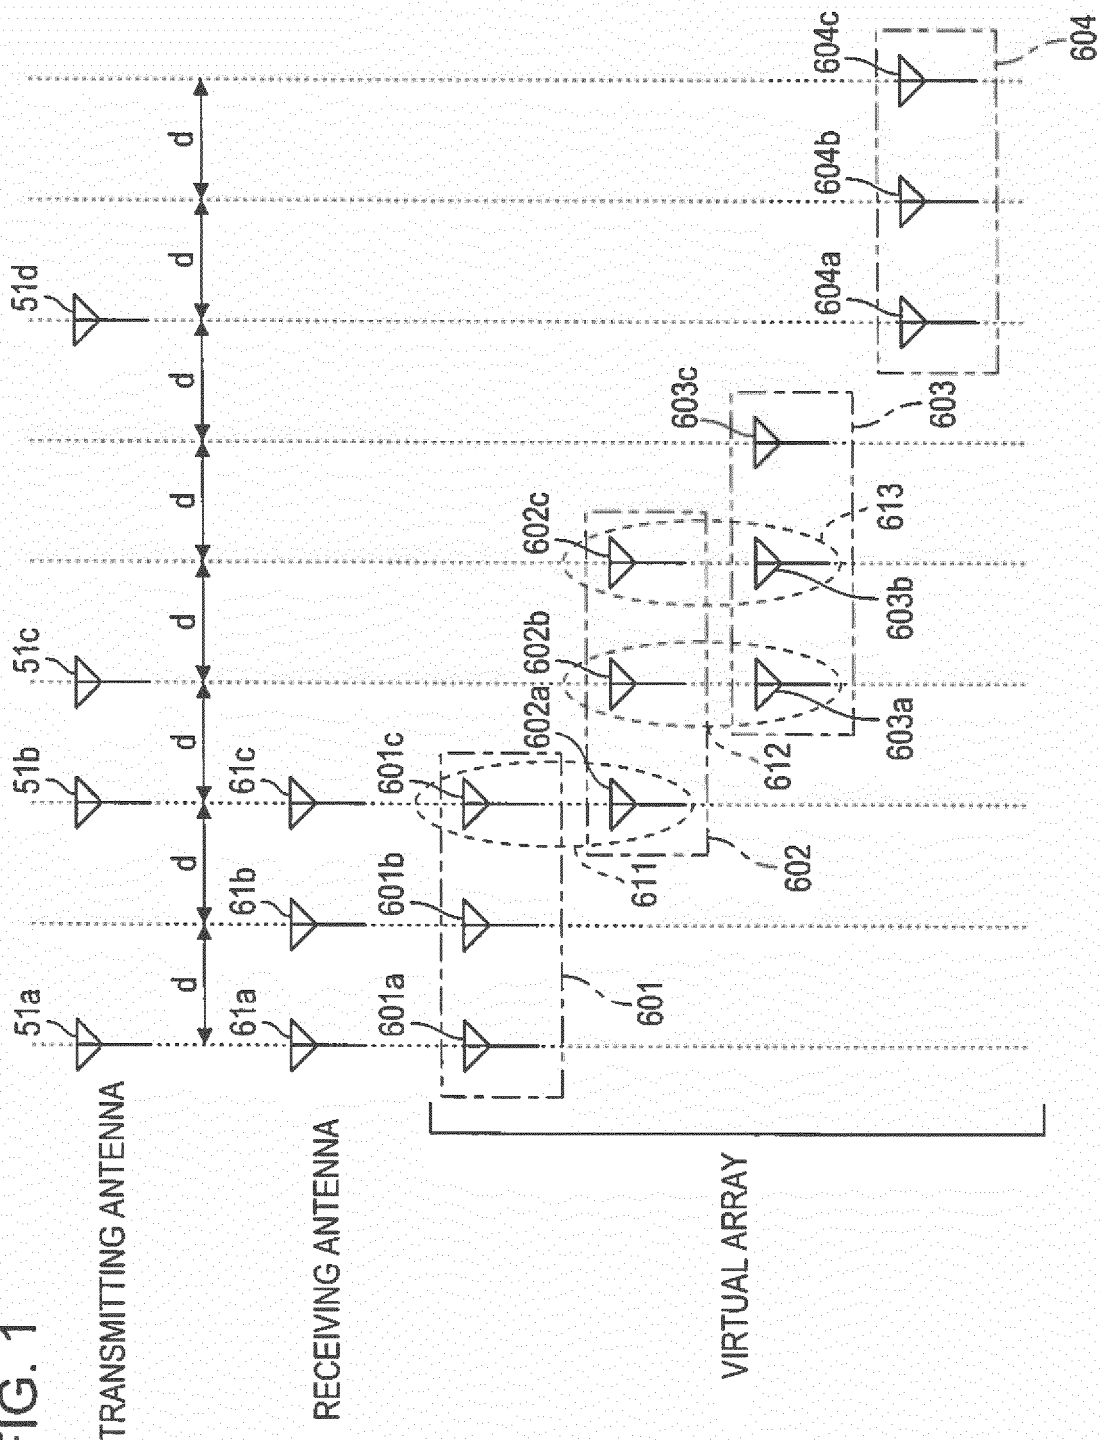 FIG. 1
TRANSMITTING ANTENNA
51a
51b
51c
51d
d
d
d
d
d
d
d
d
RECEIVING ANTENNA
61a
61b
61c
VIRTUAL ARRAY
601a
601b
601c
601
611
602a
602b
602c
602
612
603a
603b
603c
603
613
604a
604b
604c
604